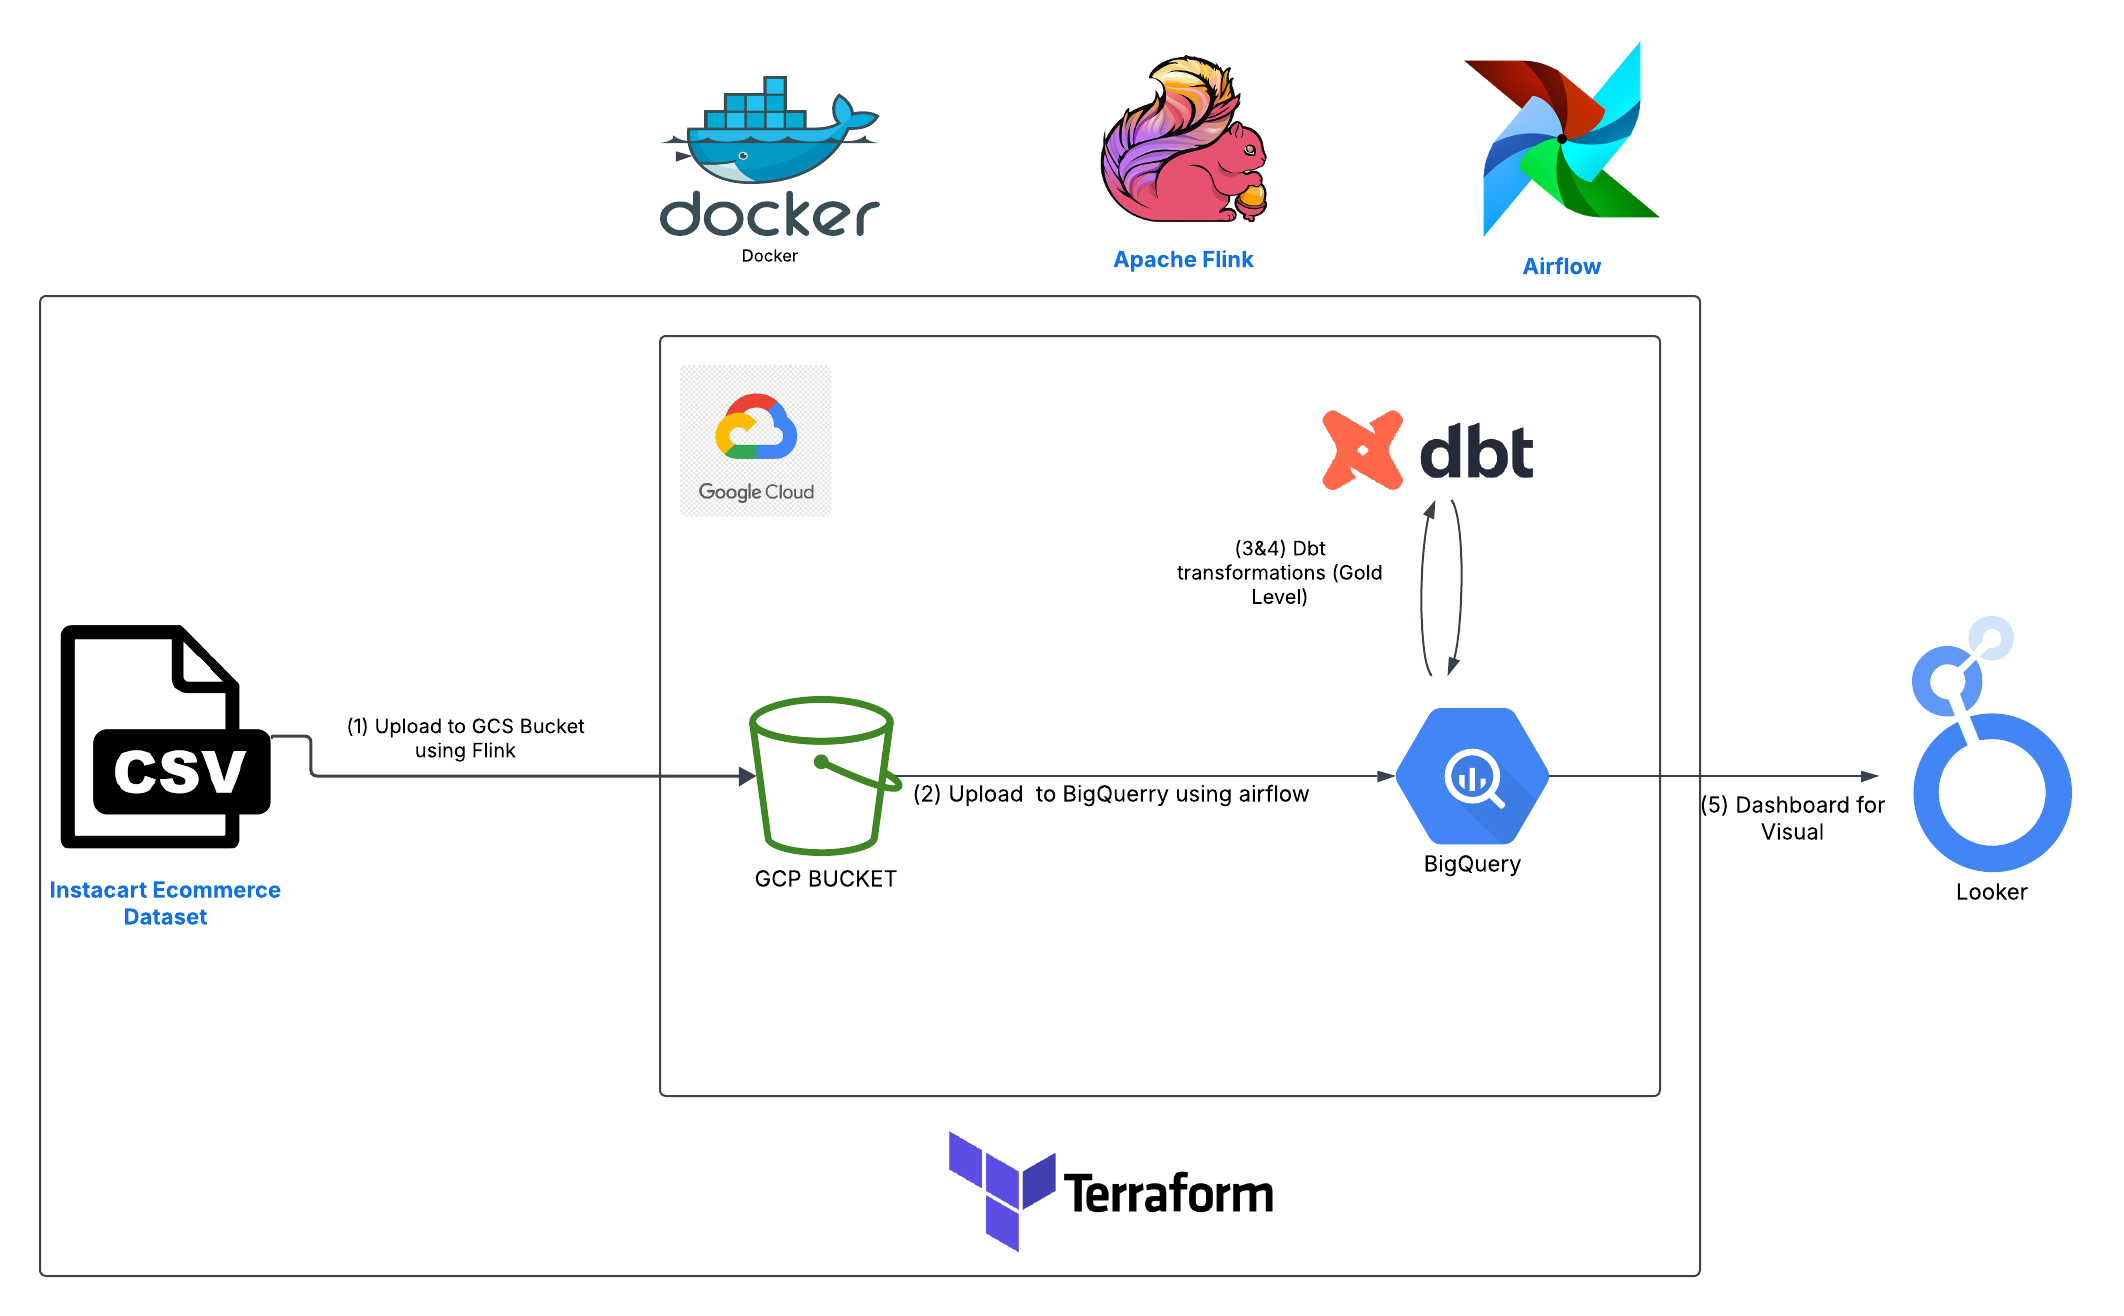 docker
Docker
Apache Flink
Airflow
Google Cloud
dbt
(3&4) Dbt
transformations (Gold
Level)
(1) Upload to GCS Bucket
using Flink
CSV
(2) Upload  to BigQuerry using airflow
(5) Dashboard for
Visual
GCP BUCKET
BigQuery
Looker
Instacart Ecommerce
Dataset
Terraform